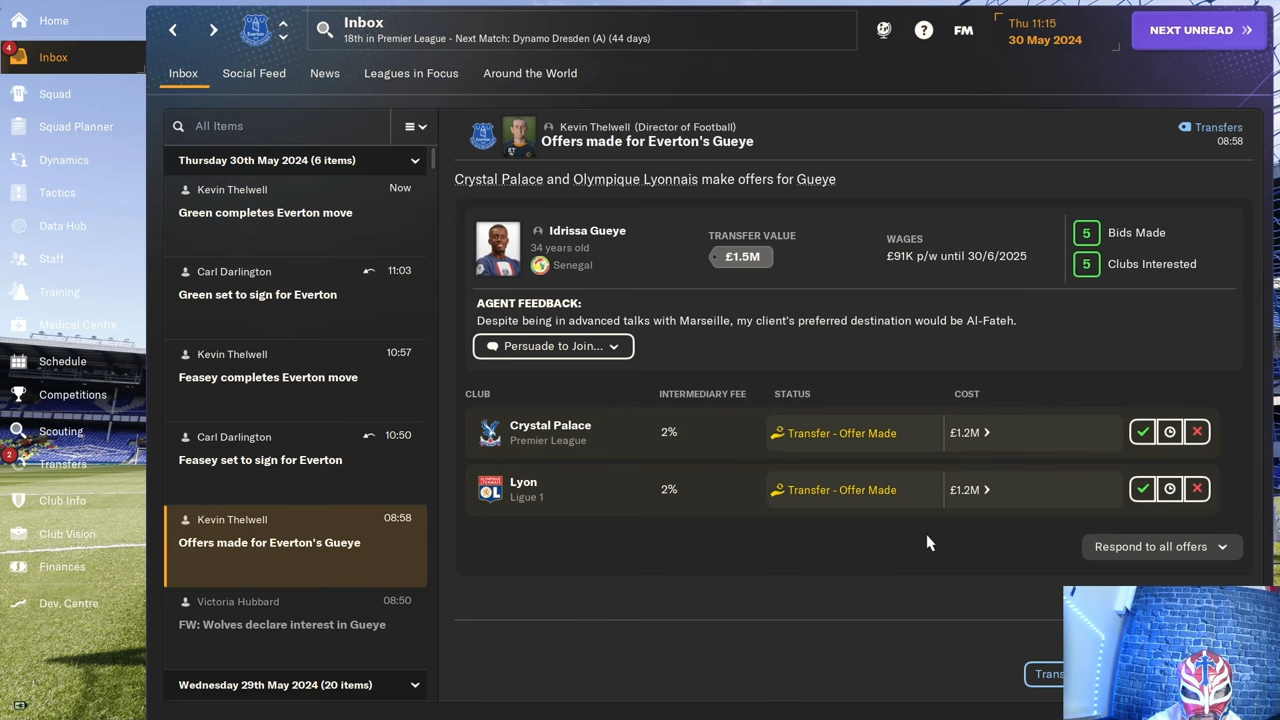 Home
4
Inbox
Squad
Squad Planner
Dynamics
Tactics
Data Hub
Staff
Training
Medical Centre
Schedule
Competitions
Scouting
2
Transfers
Club Info
Club Vision
Finances
Dev. Centre
Everton
Inbox
18th in Premier League - Next Match: Dynamo Dresden (A) (44 days)
?
FM
Thu 11:15
30 May 2024
NEXT UNREAD
Inbox
Social Feed
News
Leagues in Focus
Around the World
All Items
Thursday 30th May 2024 (6 items)
Kevin Thelwell
Now
Green completes Everton move
Carl Darlington
11:03
Green set to sign for Everton
Kevin Thelwell
10:57
Feasey completes Everton move
Carl Darlington
10:50
Feasey set to sign for Everton
Kevin Thelwell
08:58
Offers made for Everton's Gueye
Victoria Hubbard
08:50
FW: Wolves declare interest in Gueye
Wednesday 29th May 2024 (20 items)
Kevin Thelwell (Director of Football)
Offers made for Everton's Gueye
Transfers
08:58
Crystal Palace and Olympique Lyonnais make offers for Gueye
Idrissa Gueye
34 years old
Senegal
TRANSFER VALUE
£1.5M
WAGES
£91K p/w until 30/6/2025
5 Bids Made
5 Clubs Interested
AGENT FEEDBACK:
Despite being in advanced talks with Marseille, my client's preferred destination would be Al-Fateh.
Persuade to Join...
CLUB INTERMEDIARY FEE STATUS COST
Crystal Palace
Premier League
2%
Transfer - Offer Made
£1.2M
Lyon
Ligue 1
2%
Transfer - Offer Made
£1.2M
Respond to all offers